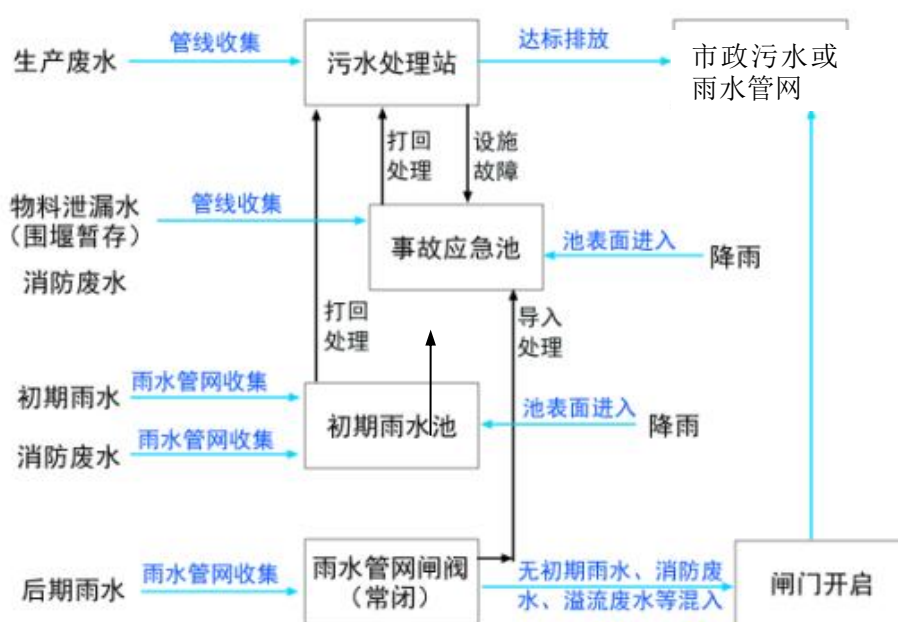 生产废水
管线收集
污水处理站
达标排放
市政污水或
雨水管网
打回
处理
设施
故障
物料泄漏水
（围堰暂存）
消防废水
管线收集
事故应急池
池表面进入
降雨
打回
处理
导入
处理
初期雨水
雨水管网收集
消防废水
雨水管网收集
初期雨水池
池表面进入
降雨
后期雨水
雨水管网收集
雨水管网闸阀
（常闭）
无初期雨水、消防废
水、溢流废水等混入
闸门开启